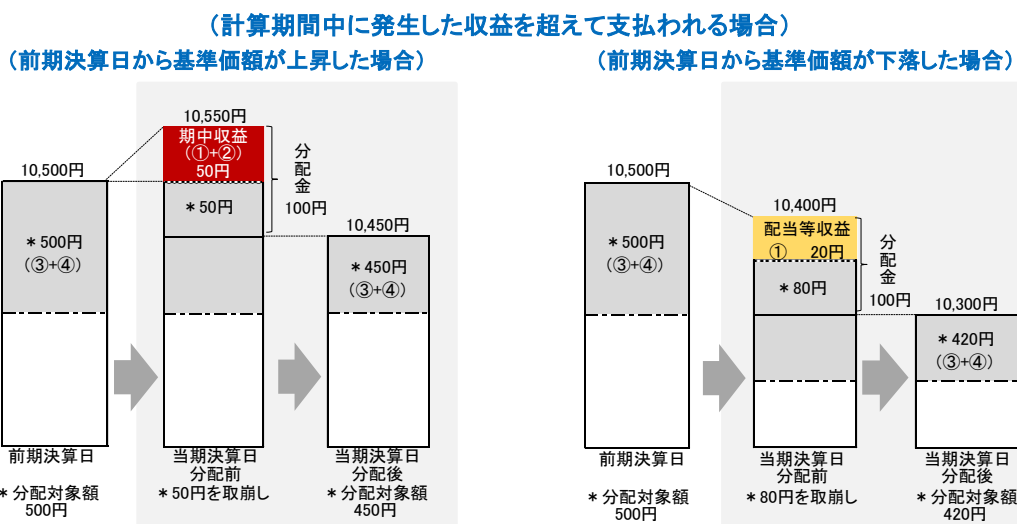 （計算期間中に発生した収益を超えて支払われる場合）
（前期決算日から基準価額が上昇した場合）
10,550円
期中収益
（①+②）
50円
分配金
100円
10,500円
＊50円
10,450円
＊500円
（③+④）
＊450円
（③+④）
前期決算日
当期決算日
分配前
当期決算日
分配後
＊分配対象額
500円
＊50円を取崩し
＊分配対象額
450円
（前期決算日から基準価額が下落した場合）
10,500円
10,400円
配当等収益
① 20円
分配金
100円
＊500円
（③+④）
＊80円
10,300円
＊420円
（③+④）
前期決算日
当期決算日
分配前
当期決算日
分配後
＊分配対象額
500円
＊80円を取崩し
＊分配対象額
420円